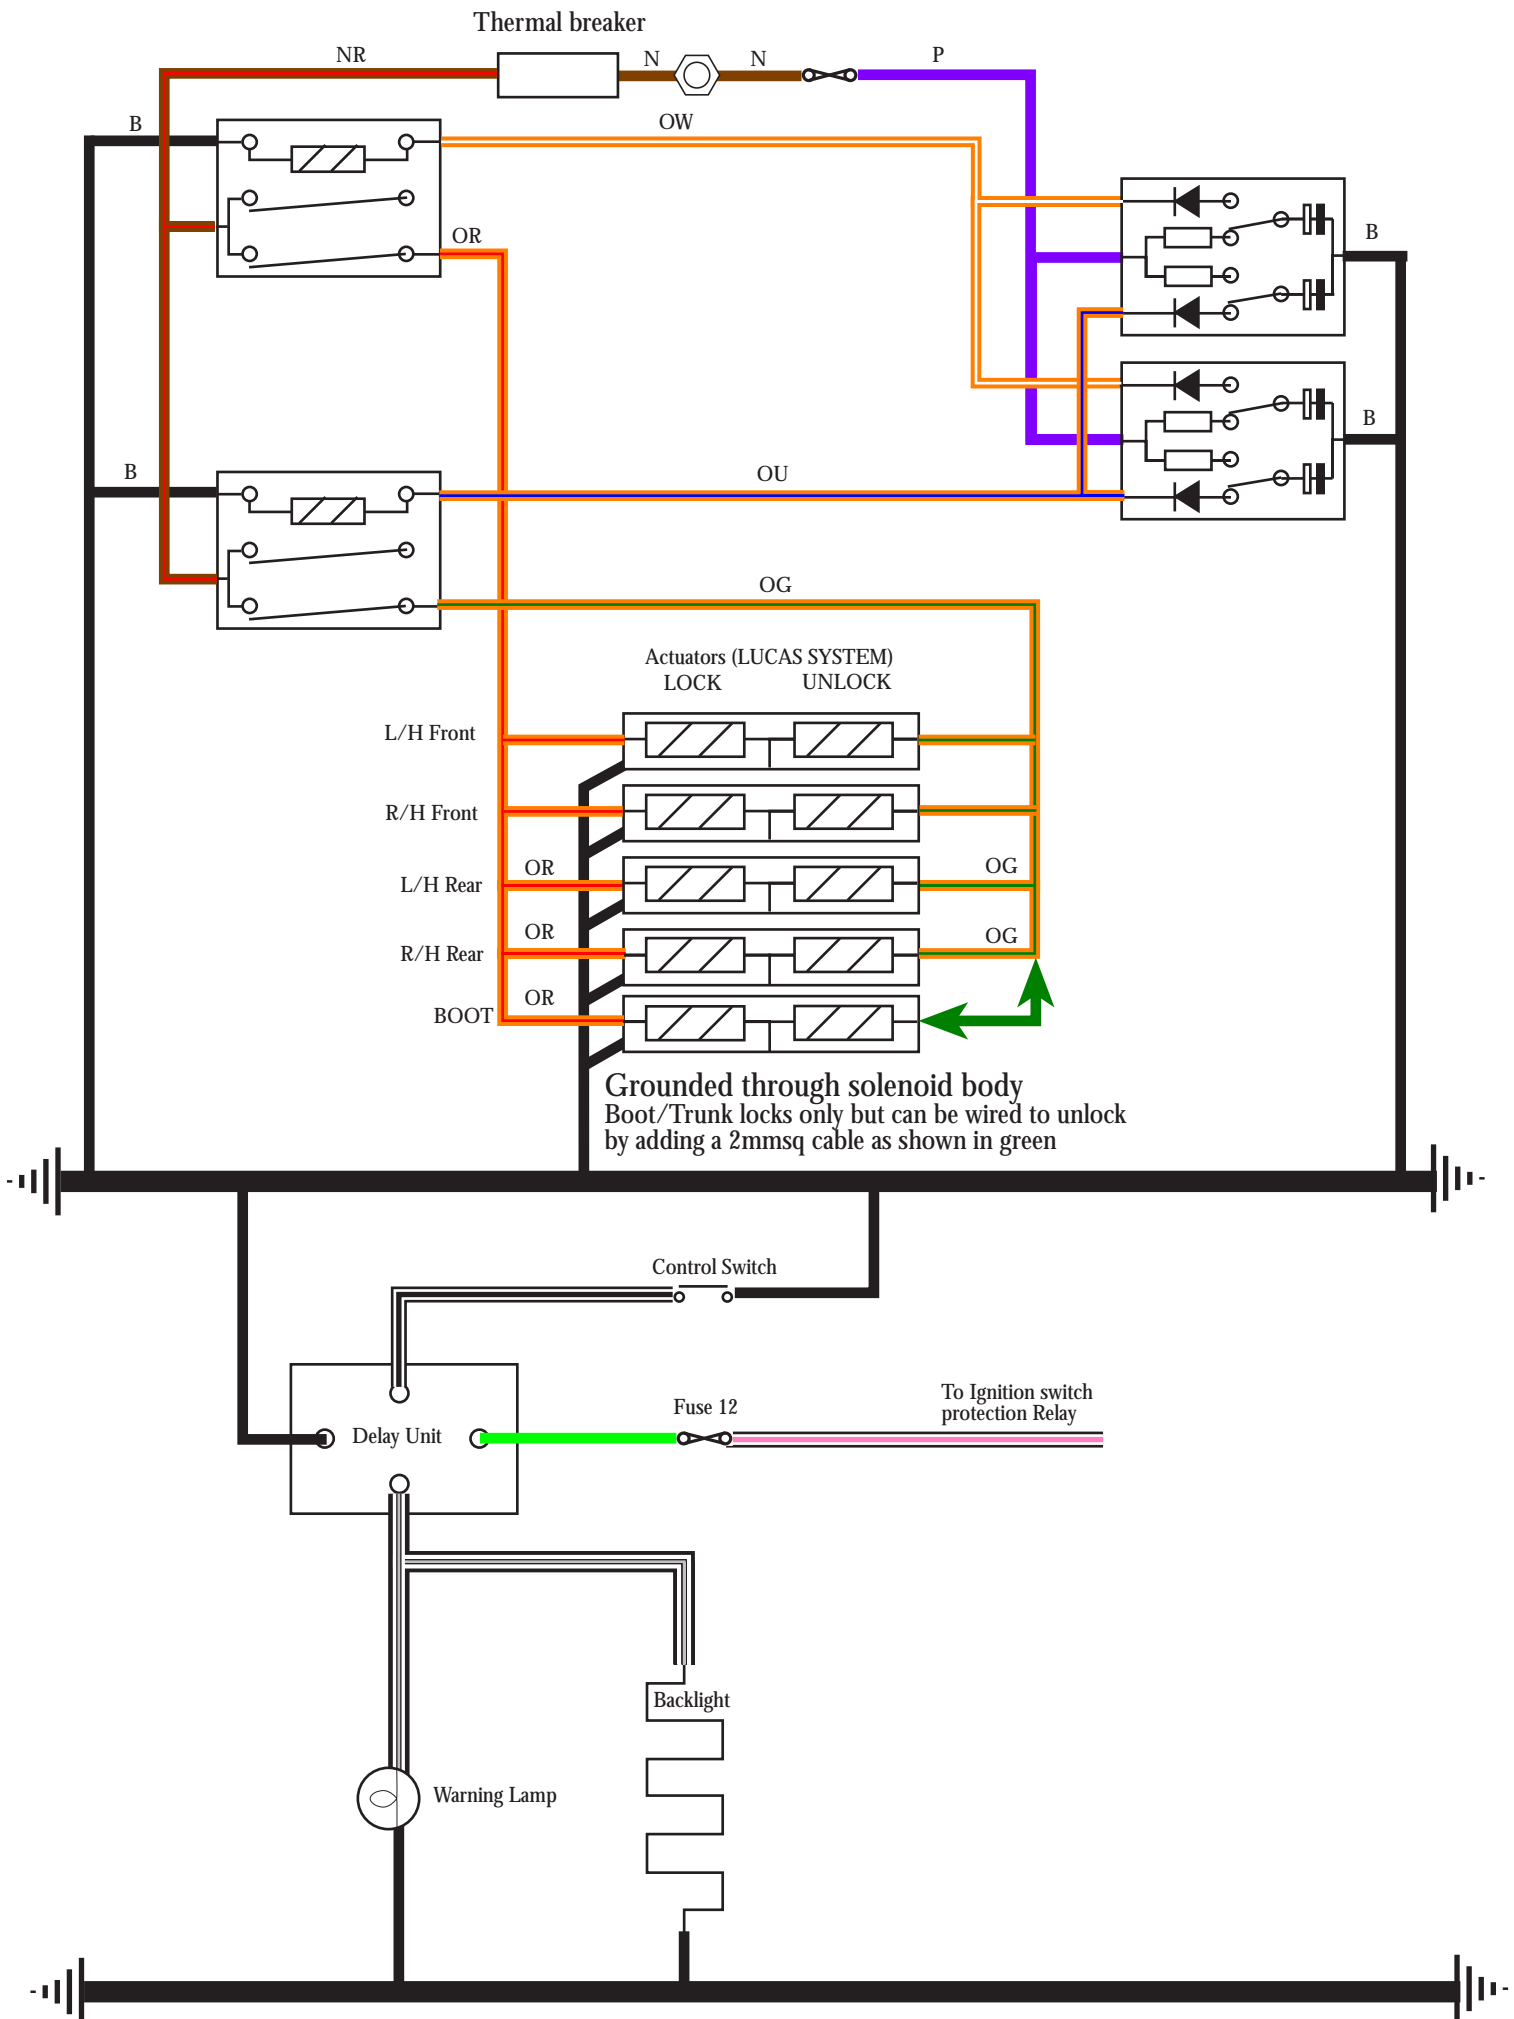 Thermal breaker
NR
N
N
P
B
OW
OR
B
B
B
OU
OG
Actuators (LUCAS SYSTEM)
LOCK UNLOCK
L/H Front
R/H Front
OR
OG
L/H Rear
OR
OG
R/H Rear
OR
BOOT
Grounded through solenoid body
Boot/Trunk locks only but can be wired to unlock
by adding a 2mmsq cable as shown in green
Control Switch
To Ignition switch
protection Relay
Fuse 12
Delay Unit
Backlight
Warning Lamp